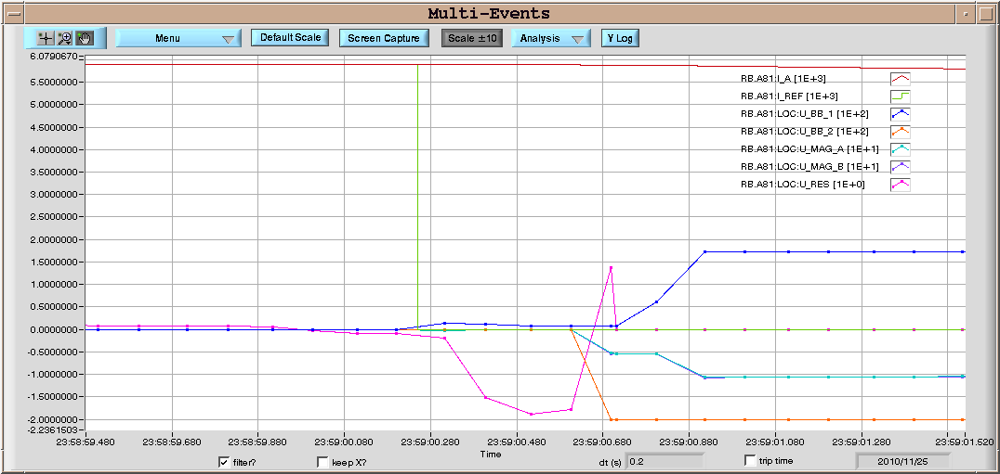 Multi-Events
Menu Default Scale Screen Capture Scale ±10 Analysis Y Log
6.0790670
5.5000000
5.0000000
4.5000000
4.0000000
3.5000000
3.0000000
2.5000000
2.0000000
1.5000000
1.0000000
0.5000000
0.0000000
-0.5000000
-1.0000000
-1.5000000
-2.0000000
-2.2361503
RB.A81:I_A [1E+3]
RB.A81:I_REF [1E+3]
RB.A81:LOC:U_BB_1 [1E+2]
RB.A81:LOC:U_BB_2 [1E+2]
RB.A81:LOC:U_MAG_A [1E+1]
RB.A81:LOC:U_MAG_B [1E+1]
RB.A81:LOC:U_RES [1E+0]
23:58:59.480 23:58:59.680 23:58:59.880 23:59:00.080 23:59:00.280 23:59:00.480 23:59:00.680 23:59:00.880 23:59:01.080 23:59:01.280 23:59:01.520
Time
filter? keep X? dt (s) 0.2 trip time 2010/11/25